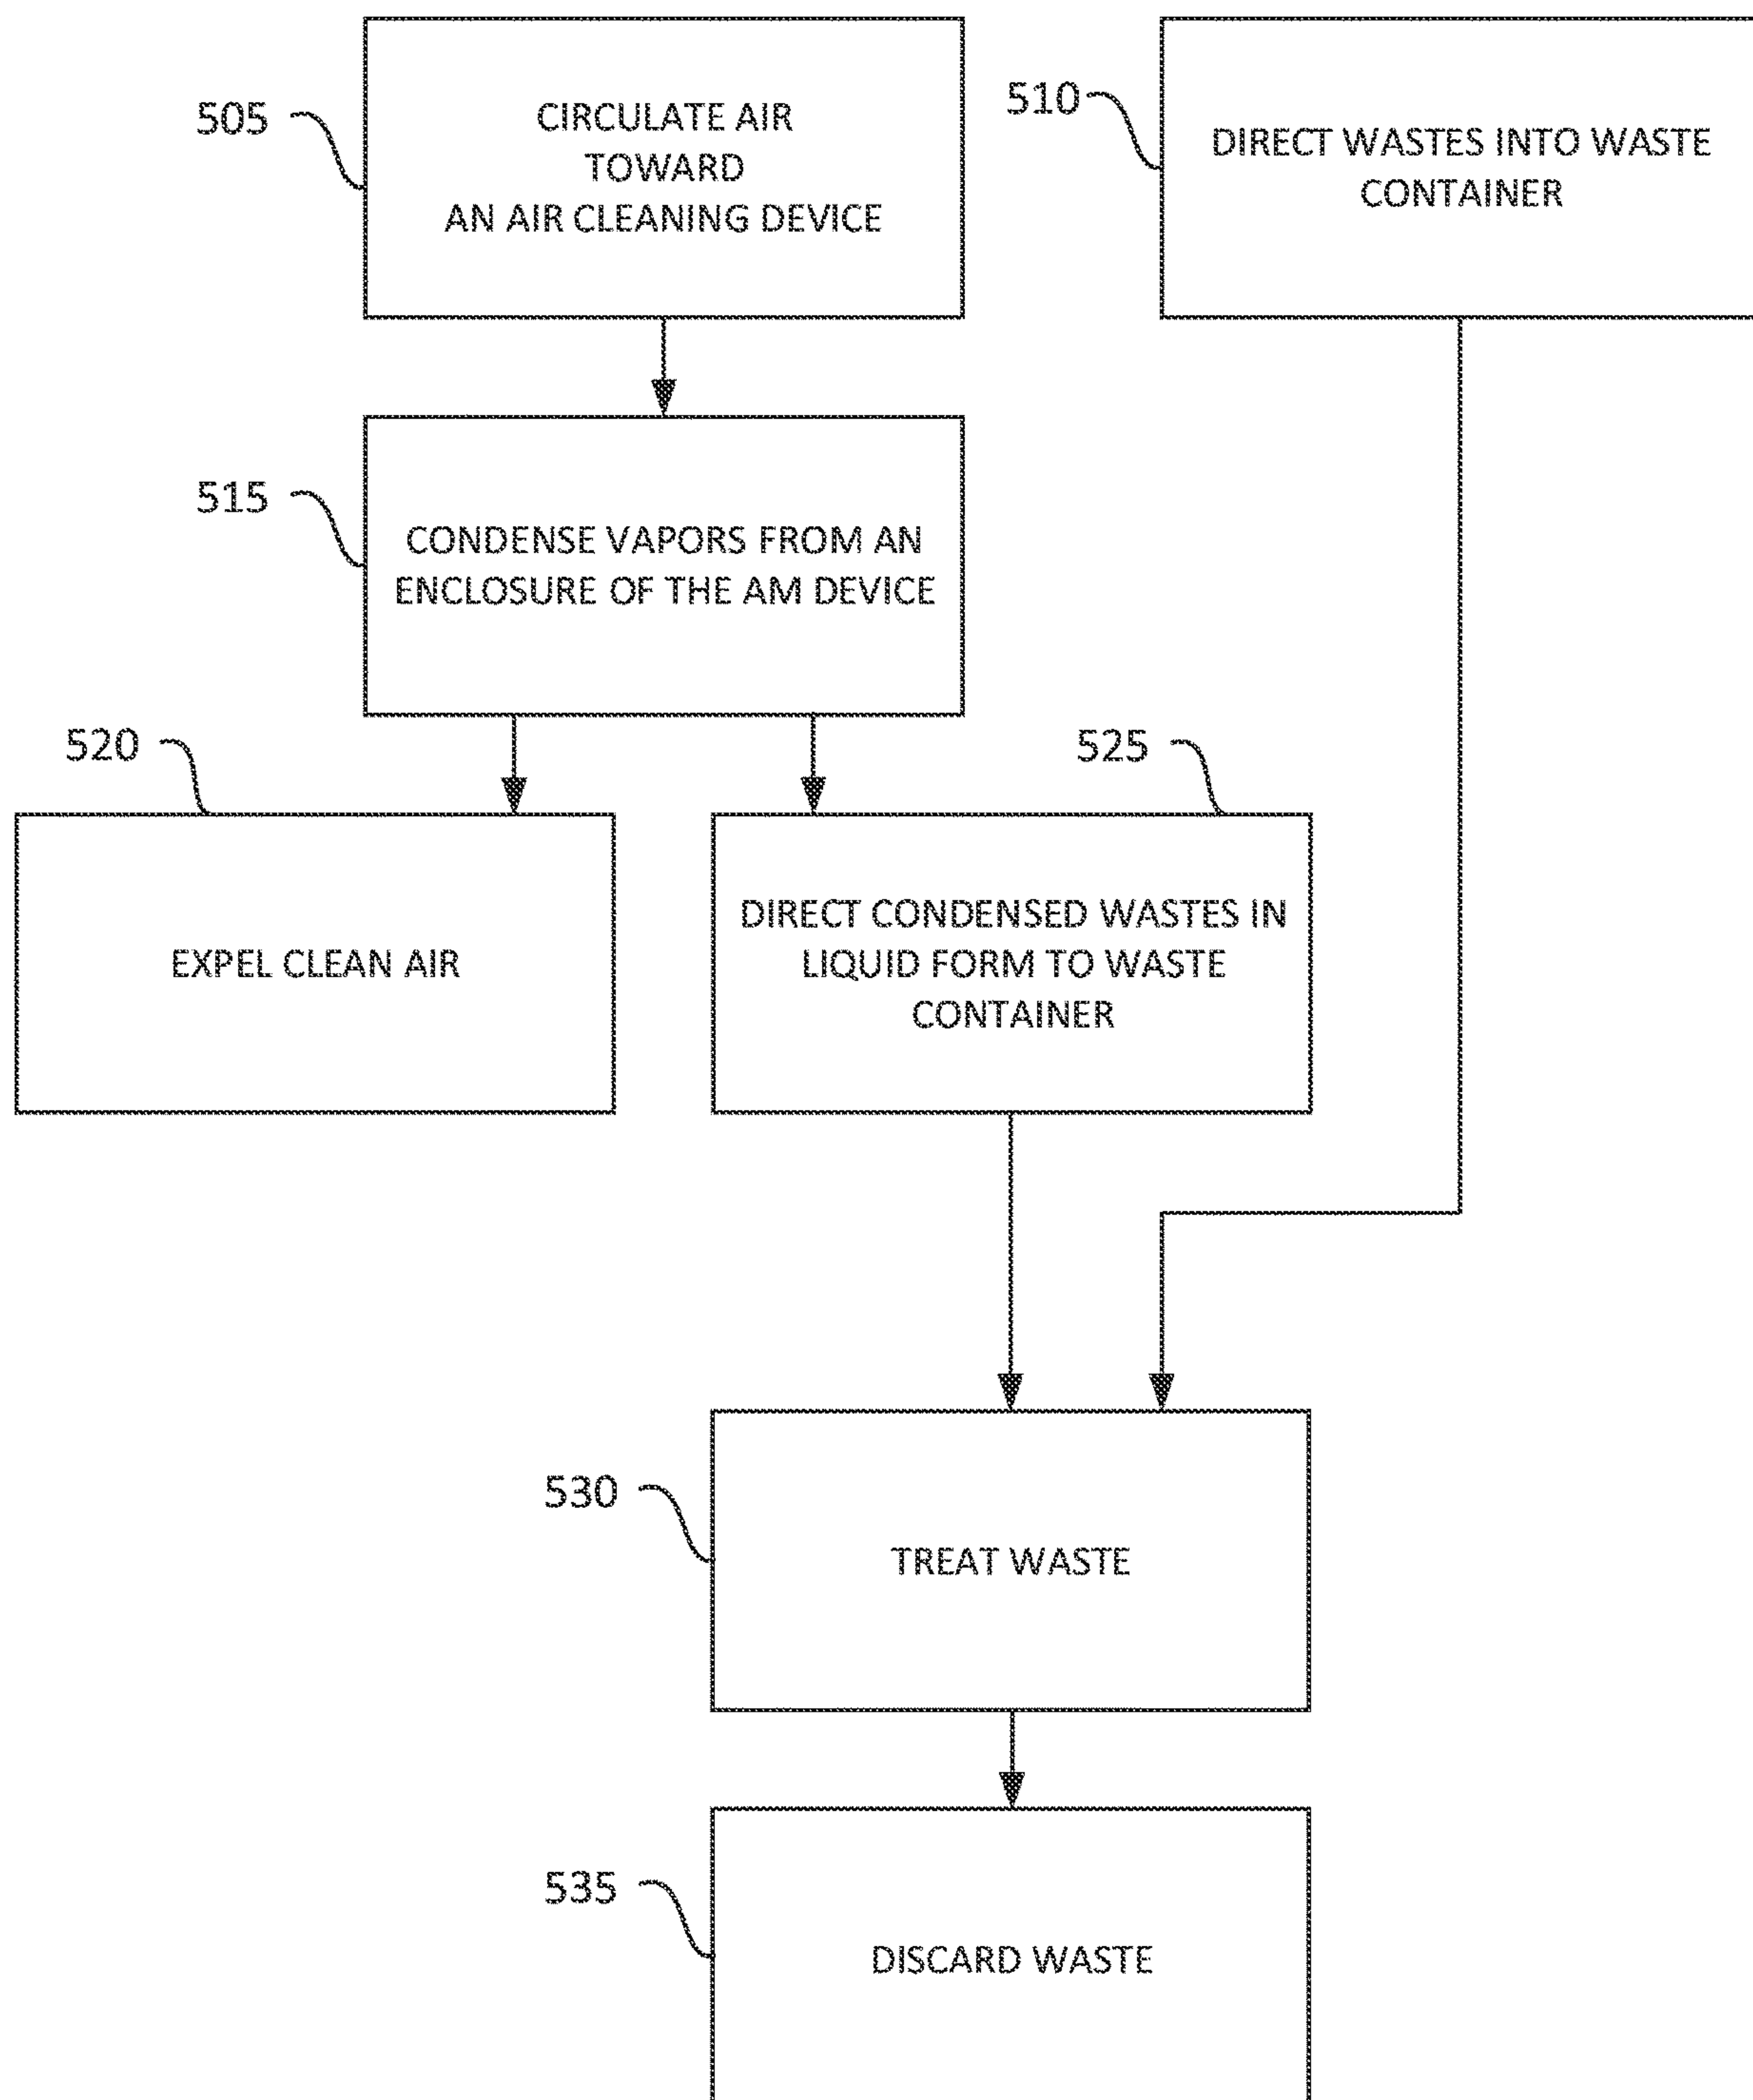 505
CIRCULATE AIR
TOWARD
AN AIR CLEANING DEVICE
510
DIRECT WASTES INTO WASTE
CONTAINER
515
CONDENSE VAPORS FROM AN
ENCLOSURE OF THE AM DEVICE
520
EXPEL CLEAN AIR
525
DIRECT CONDENSED WASTES IN
LIQUID FORM TO WASTE
CONTAINER
530
TREAT WASTE
535
DISCARD WASTE